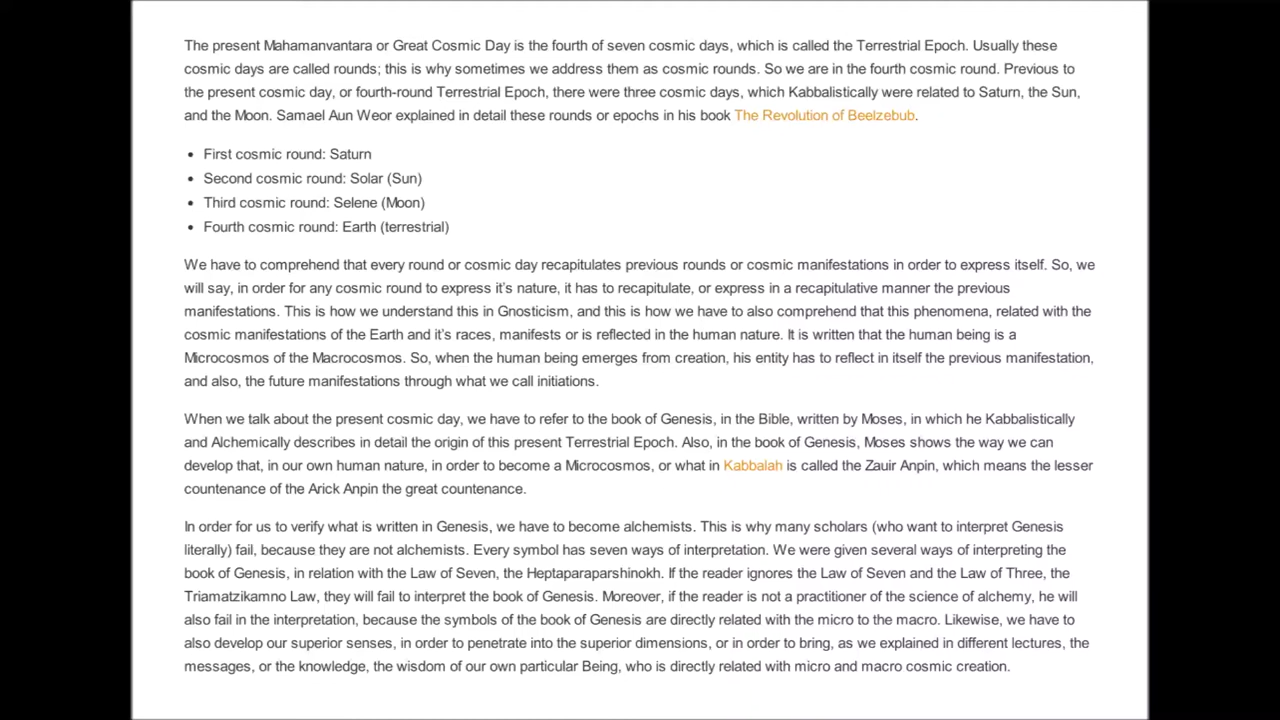 The present Mahamanvantara or Great Cosmic Day is the fourth of seven cosmic days, which is called the Terrestrial Epoch. Usually these
cosmic days are called rounds; this is why sometimes we address them as cosmic rounds. So we are in the fourth cosmic round. Previous to
the present cosmic day, or fourth-round Terrestrial Epoch, there were three cosmic days, which Kabbalistically were related to Saturn, the Sun,
and the Moon. Samael Aun Weor explained in detail these rounds or epochs in his book The Revolution of Beelzebub.
• First cosmic round: Saturn
• Second cosmic round: Solar (Sun)
• Third cosmic round: Selene (Moon)
• Fourth cosmic round: Earth (terrestrial)
We have to comprehend that every round or cosmic day recapitulates previous rounds or cosmic manifestations in order to express itself. So, we
will say, in order for any cosmic round to express it's nature, it has to recapitulate, or express in a recapitulative manner the previous
manifestations. This is how we understand this in Gnosticism, and this is how we have to also comprehend that this phenomena, related with the
cosmic manifestations of the Earth and it's races, manifests or is reflected in the human nature. It is written that the human being is a
Microcosmos of the Macrocosmos. So, when the human being emerges from creation, his entity has to reflect in itself the previous manifestation,
and also, the future manifestations through what we call initiations.
When we talk about the present cosmic day, we have to refer to the book of Genesis, in the Bible, written by Moses, in which he Kabbalistically
and Alchemically describes in detail the origin of this present Terrestrial Epoch. Also, in the book of Genesis, Moses shows the way we can
develop that, in our own human nature, in order to become a Microcosmos, or what in Kabbalah is called the Zauir Anpin, which means the lesser
countenance of the Arick Anpin the great countenance.
In order for us to verify what is written in Genesis, we have to become alchemists. This is why many scholars (who want to interpret Genesis
literally) fail, because they are not alchemists. Every symbol has seven ways of interpretation. We were given several ways of interpreting the
book of Genesis, in relation with the Law of Seven, the Heptaparaparshinokh. If the reader ignores the Law of Seven and the Law of Three, the
Triamatzikamno Law, they will fail to interpret the book of Genesis. Moreover, if the reader is not a practitioner of the science of alchemy, he will
also fail in the interpretation, because the symbols of the book of Genesis are directly related with the micro to the macro. Likewise, we have to
also develop our superior senses, in order to penetrate into the superior dimensions, or in order to bring, as we explained in different lectures, the
messages, or the knowledge, the wisdom of our own particular Being, who is directly related with micro and macro cosmic creation.